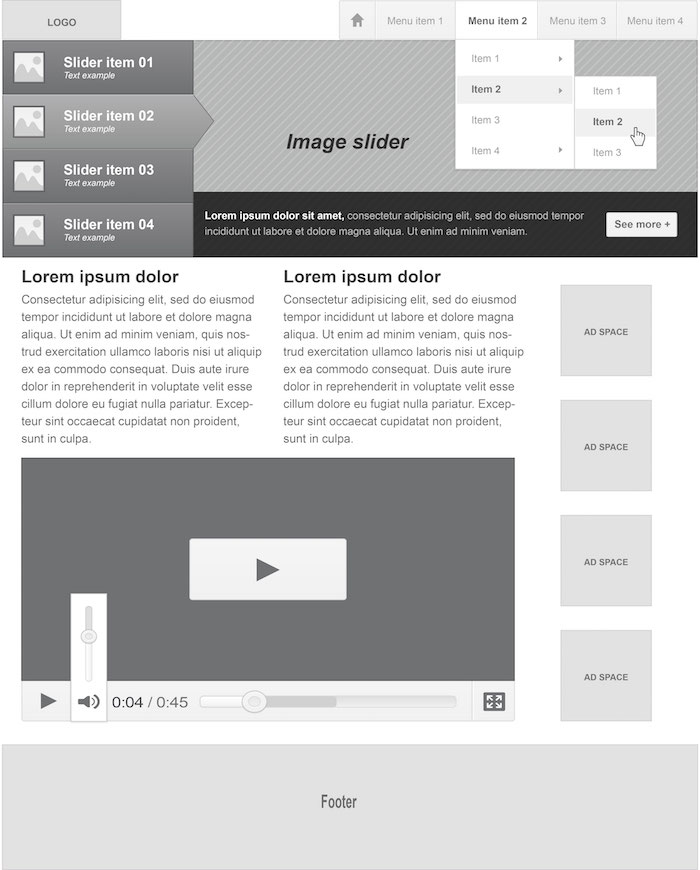 LOGO
Menu item 1
Menu item 2
Menu item 3
Menu item 4
Item 1
Item 2
Item 3
Item 4
Item 1
Item 2
Item 3
Slider item 01
Text example
Slider item 02
Text example
Slider item 03
Text example
Slider item 04
Text example
Image slider
Lorem ipsum dolor sit amet, consectetur adipisicing elit, sed do eiusmod tempor
incididunt ut labore et dolore magna aliqua. Ut enim ad minim veniam.
See more +
Lorem ipsum dolor
Consectetur adipisicing elit, sed do eiusmod
tempor incididunt ut labore et dolore magna
aliqua. Ut enim ad minim veniam, quis nos-
trud exercitation ullamco laboris nisi ut aliquip
ex ea commodo consequat. Duis aute irure
dolor in reprehenderit in voluptate velit esse
cillum dolore eu fugiat nulla pariatur. Excep-
teur sint occaecat cupidatat non proident,
sunt in culpa.
Lorem ipsum dolor
Consectetur adipisicing elit, sed do eiusmod
tempor incididunt ut labore et dolore magna
aliqua. Ut enim ad minim veniam, quis nos-
trud exercitation ullamco laboris nisi ut aliquip
ex ea commodo consequat. Duis aute irure
dolor in reprehenderit in voluptate velit esse
cillum dolore eu fugiat nulla pariatur. Excep-
teur sint occaecat cupidatat non proident,
sunt in culpa.
AD SPACE
AD SPACE
AD SPACE
AD SPACE
0:04 / 0:45
Footer